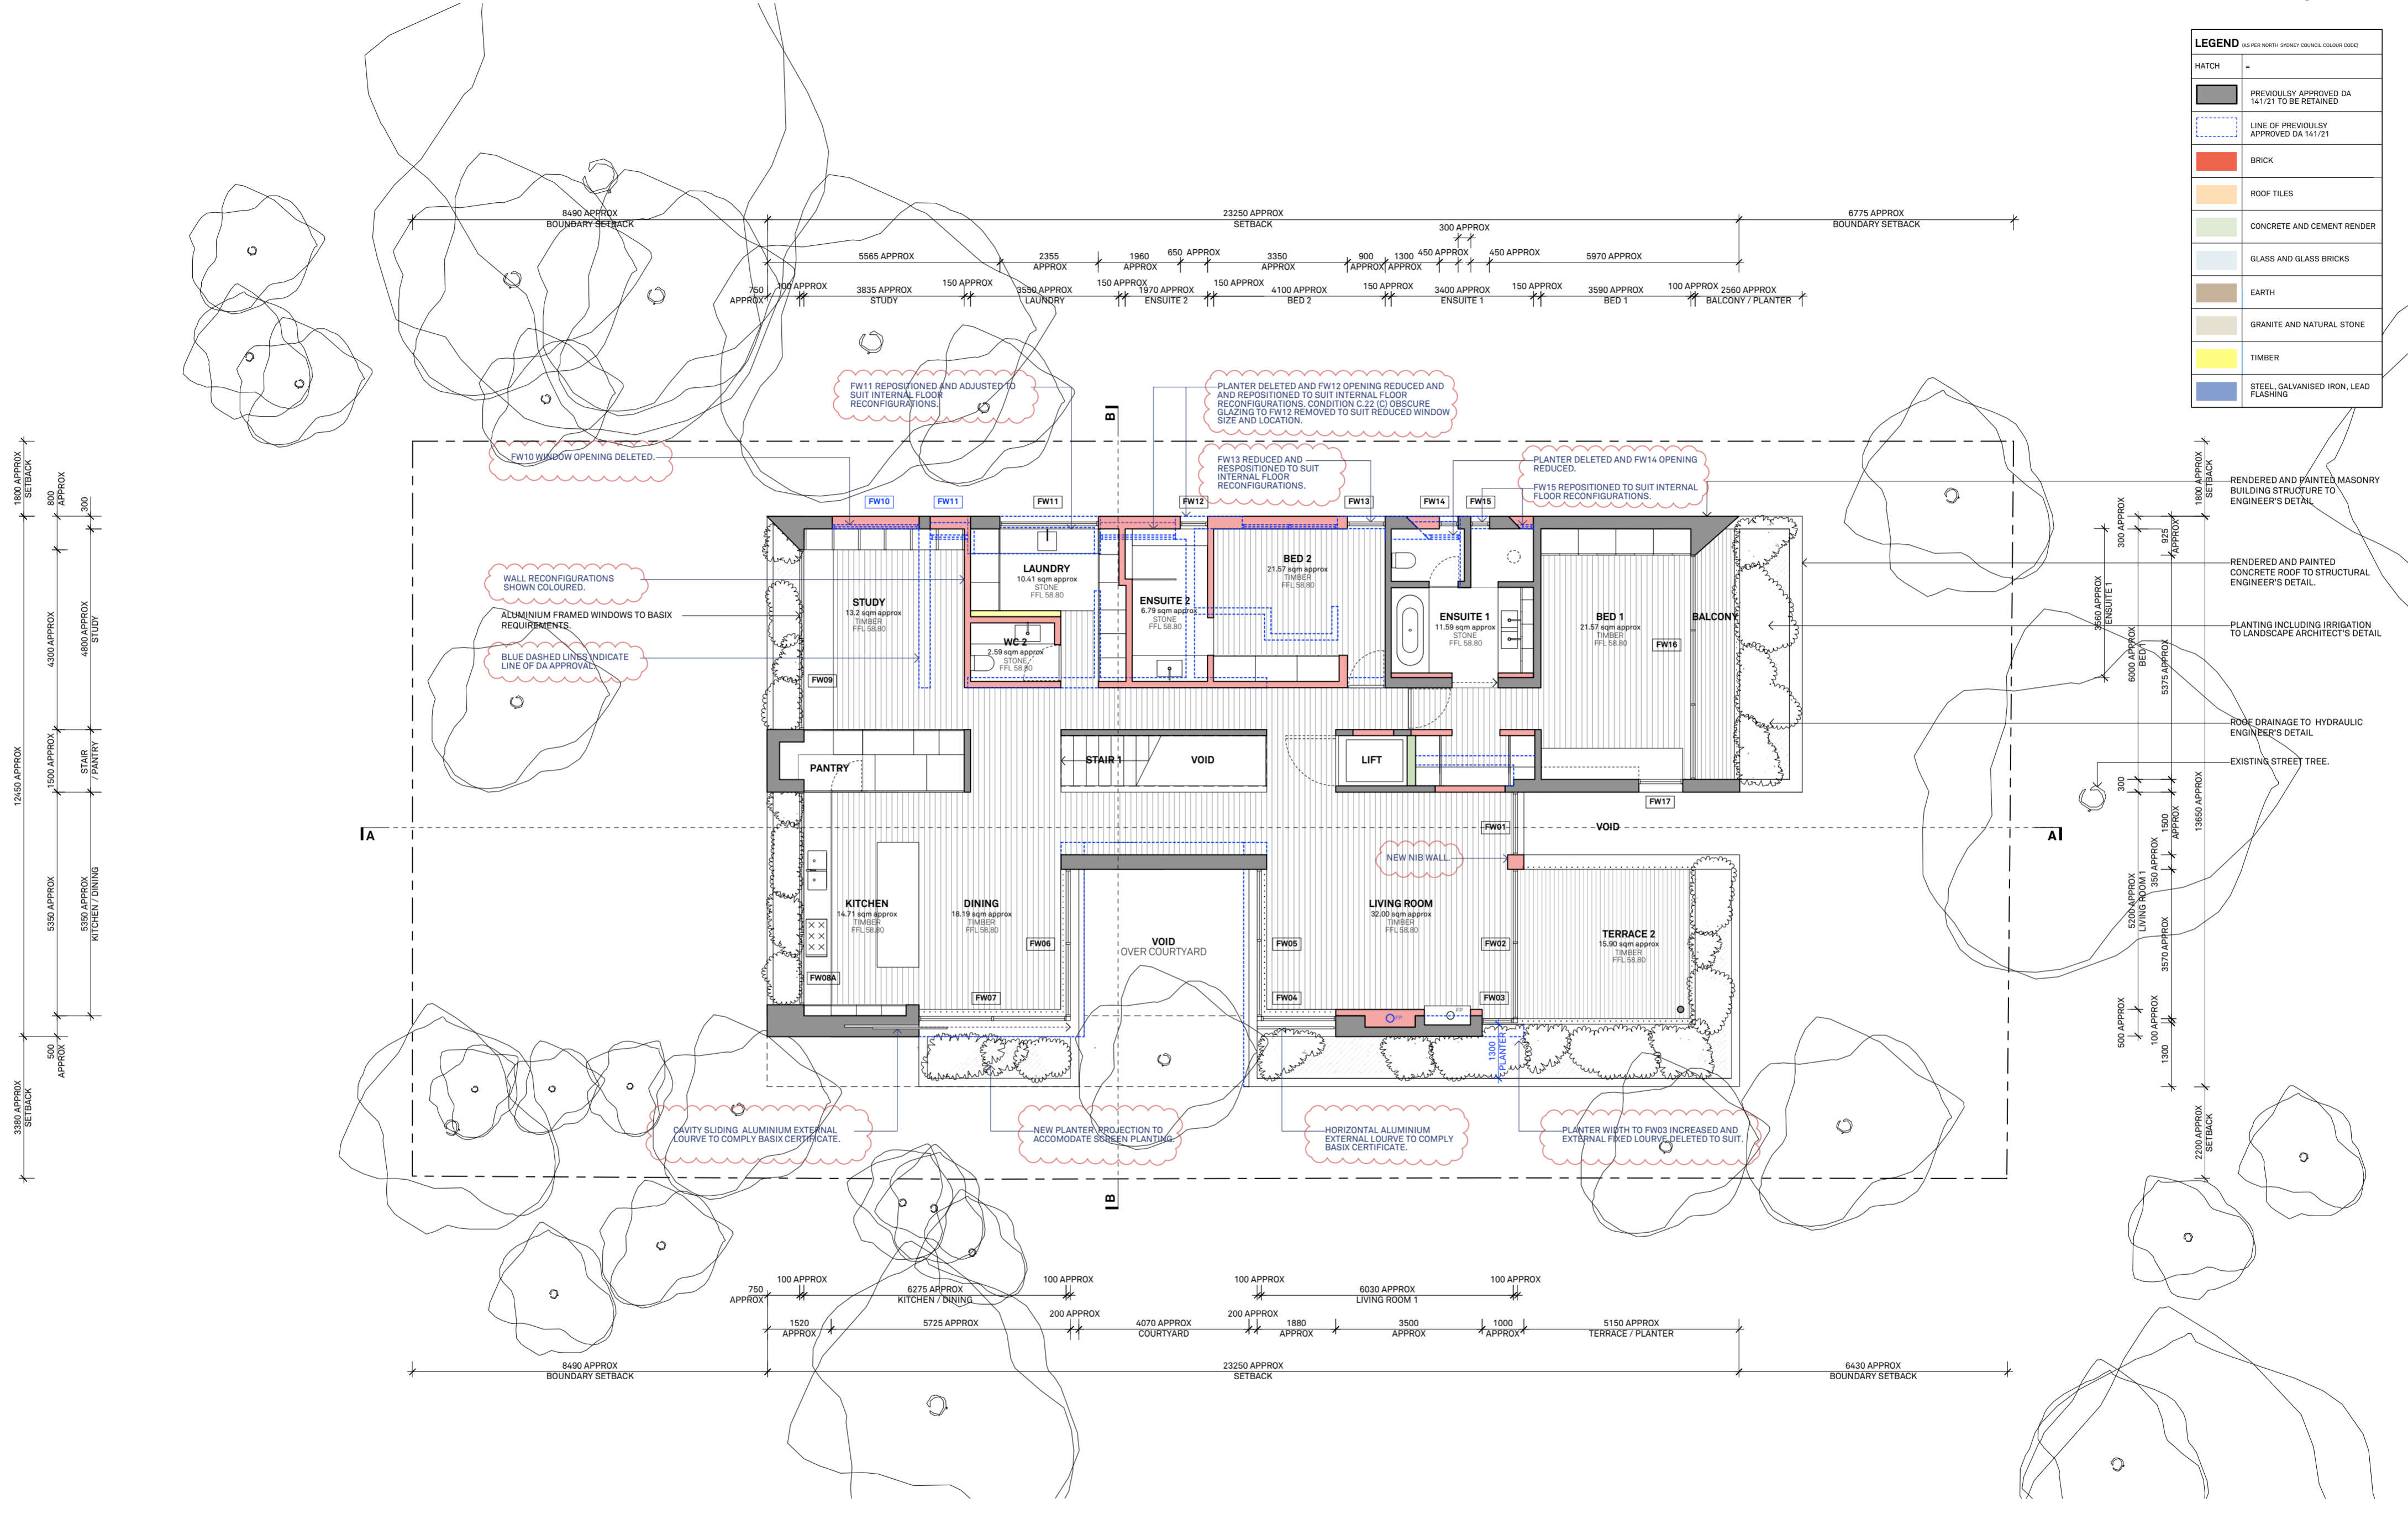 LEGEND (AS PER NORTH SYDNEY COUNCIL COLOUR CODE)
HATCH =
PREVIOULSY APPROVED DA
141/21 TO BE RETAINED
LINE OF PREVIOULSY
APPROVED DA 141/21
BRICK
ROOF TILES
CONCRETE AND CEMENT RENDER
GLASS AND GLASS BRICKS
EARTH
GRANITE AND NATURAL STONE
TIMBER
STEEL, GALVANISED IRON, LEAD
FLASHING
8490 APPROX
BOUNDARY SETBACK
23250 APPROX
SETBACK
6775 APPROX
BOUNDARY SETBACK
300 APPROX
5565 APPROX
2355
APPROX
1960
APPROX
650 APPROX
3350
APPROX
900
APPROX
1300
APPROX
450 APPROX
450 APPROX
5970 APPROX
750
APPROX
100 APPROX
3835 APPROX
STUDY
150 APPROX
3550 APPROX
LAUNDRY
150 APPROX
1970 APPROX
ENSUITE 2
150 APPROX
4100 APPROX
BED 2
150 APPROX
3400 APPROX
ENSUITE 1
150 APPROX
3590 APPROX
BED 1
100 APPROX
2560 APPROX
BALCONY / PLANTER
FW11 REPOSITIONED AND ADJUSTED TO
SUIT INTERNAL FLOOR
RECONFIGURATIONS.
PLANTER DELETED AND FW12 OPENING REDUCED AND
AND REPOSITIONED TO SUIT INTERNAL FLOOR
RECONFIGURATIONS. CONDITION C.22 (C) OBSCURE
GLAZING TO FW12 REMOVED TO SUIT REDUCED WINDOW
SIZE AND LOCATION.
B
FW10 WINDOW OPENING DELETED.
FW13 REDUCED AND
RESPOSITIONED TO SUIT
INTERNAL FLOOR
RECONFIGURATIONS.
PLANTER DELETED AND FW14 OPENING
REDUCED.
FW15 REPOSITIONED TO SUIT INTERNAL
FLOOR RECONFIGURATIONS.
RENDERED AND PAINTED MASONRY
BUILDING STRUCTURE TO
ENGINEER'S DETAIL
RENDERED AND PAINTED
CONCRETE ROOF TO STRUCTURAL
ENGINEER'S DETAIL.
PLANTING INCLUDING IRRIGATION
TO LANDSCAPE ARCHITECT'S DETAIL
ROOF DRAINAGE TO HYDRAULIC
ENGINEER'S DETAIL
EXISTING STREET TREE.
FW10
FW11
FW11
FW12
FW13
FW14
FW15
WALL RECONFIGURATIONS
SHOWN COLOURED.
ALUMINIUM FRAMED WINDOWS TO BASIX
REQUIREMENTS.
BLUE DASHED LINES INDICATE
LINE OF DA APPROVAL.
STUDY
13.2 sqm approx
TIMBER
FFL 58.80
LAUNDRY
10.41 sqm approx
STONE
FFL 58.80
WC 2
2.59 sqm approx
STONE
FFL 58.80
ENSUITE 2
6.79 sqm approx
STONE
FFL 58.80
BED 2
21.57 sqm approx
TIMBER
FFL 58.80
ENSUITE 1
11.59 sqm approx
STONE
FFL 58.80
BED 1
21.57 sqm approx
TIMBER
FFL 58.80
BALCONY
FW16
FW09
PANTRY
STAIR 1
VOID
LIFT
FW17
FW01
VOID
A
A
NEW NIB WALL.
KITCHEN
14.71 sqm approx
TIMBER
FFL 58.80
DINING
18.19 sqm approx
TIMBER
FFL 58.80
FW06
VOID
OVER COURTYARD
FW05
LIVING ROOM
32.00 sqm approx
TIMBER
FFL 58.80
FW02
TERRACE 2
15.90 sqm approx
TIMBER
FFL 58.80
FW08A
FW07
FW04
FW03
FP
FP
1300
PLANTER
CAVITY SLIDING ALUMINIUM EXTERNAL
LOURVE TO COMPLY BASIX CERTIFICATE.
NEW PLANTER PROJECTION TO
ACCOMODATE SCREEN PLANTING.
HORIZONTAL ALUMINIUM
EXTERNAL LOURVE TO COMPLY
BASIX CERTIFICATE.
PLANTER WIDTH TO FW03 INCREASED AND
EXTERNAL FIXED LOURVE DELETED TO SUIT.
B
1800 APPROX
SETBACK
12450 APPROX
3380 APPROX
SETBACK
800
APPROX
4300 APPROX
1500 APPROX
5350 APPROX
500
APPROX
300
4800 APPROX
STUDY
STAIR
/ PANTRY
5350 APPROX
KITCHEN / DINING
3560 APPROX
ENSUITE 1
300 APPROX
6000 APPROX
BED 1
300
5200 APPROX
LIVING ROOM 1
500 APPROX
925
APPROX
5375 APPROX
1500
APPROX
350 APPROX
3570 APPROX
100 APPROX
1300
1800 APPROX
SETBACK
13650 APPROX
2200 APPROX
SETBACK
750
APPROX
100 APPROX
6275 APPROX
KITCHEN / DINING
100 APPROX
100 APPROX
6030 APPROX
LIVING ROOM 1
100 APPROX
1520
APPROX
5725 APPROX
200 APPROX
4070 APPROX
COURTYARD
200 APPROX
1880
APPROX
3500
APPROX
1000
APPROX
5150 APPROX
TERRACE / PLANTER
8490 APPROX
BOUNDARY SETBACK
23250 APPROX
SETBACK
6430 APPROX
BOUNDARY SETBACK